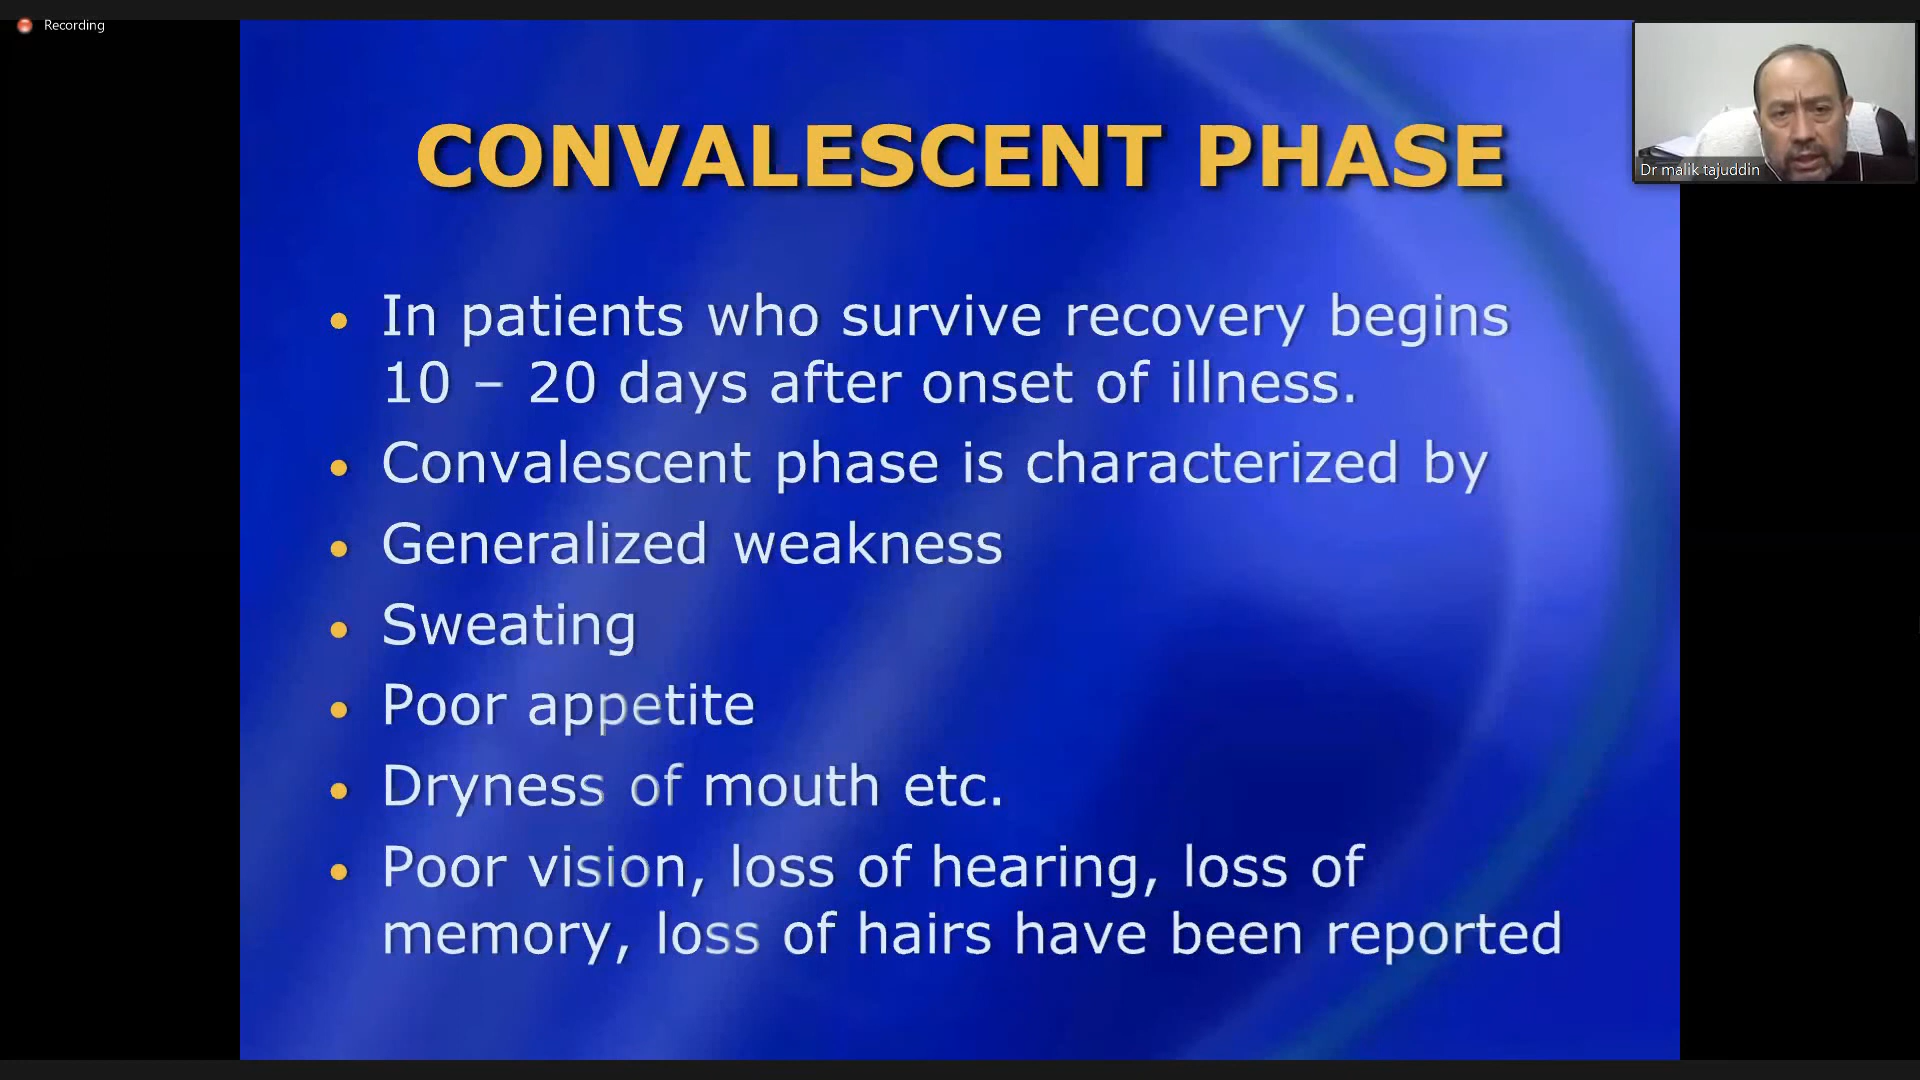 Recording
Dr malik tajuddin
CONVALESCENT PHASE
• In patients who survive recovery begins
10 – 20 days after onset of illness.
• Convalescent phase is characterized by
• Generalized weakness
• Sweating
• Poor appetite
• Dryness of mouth etc.
• Poor vision, loss of hearing, loss of
memory, loss of hairs have been reported